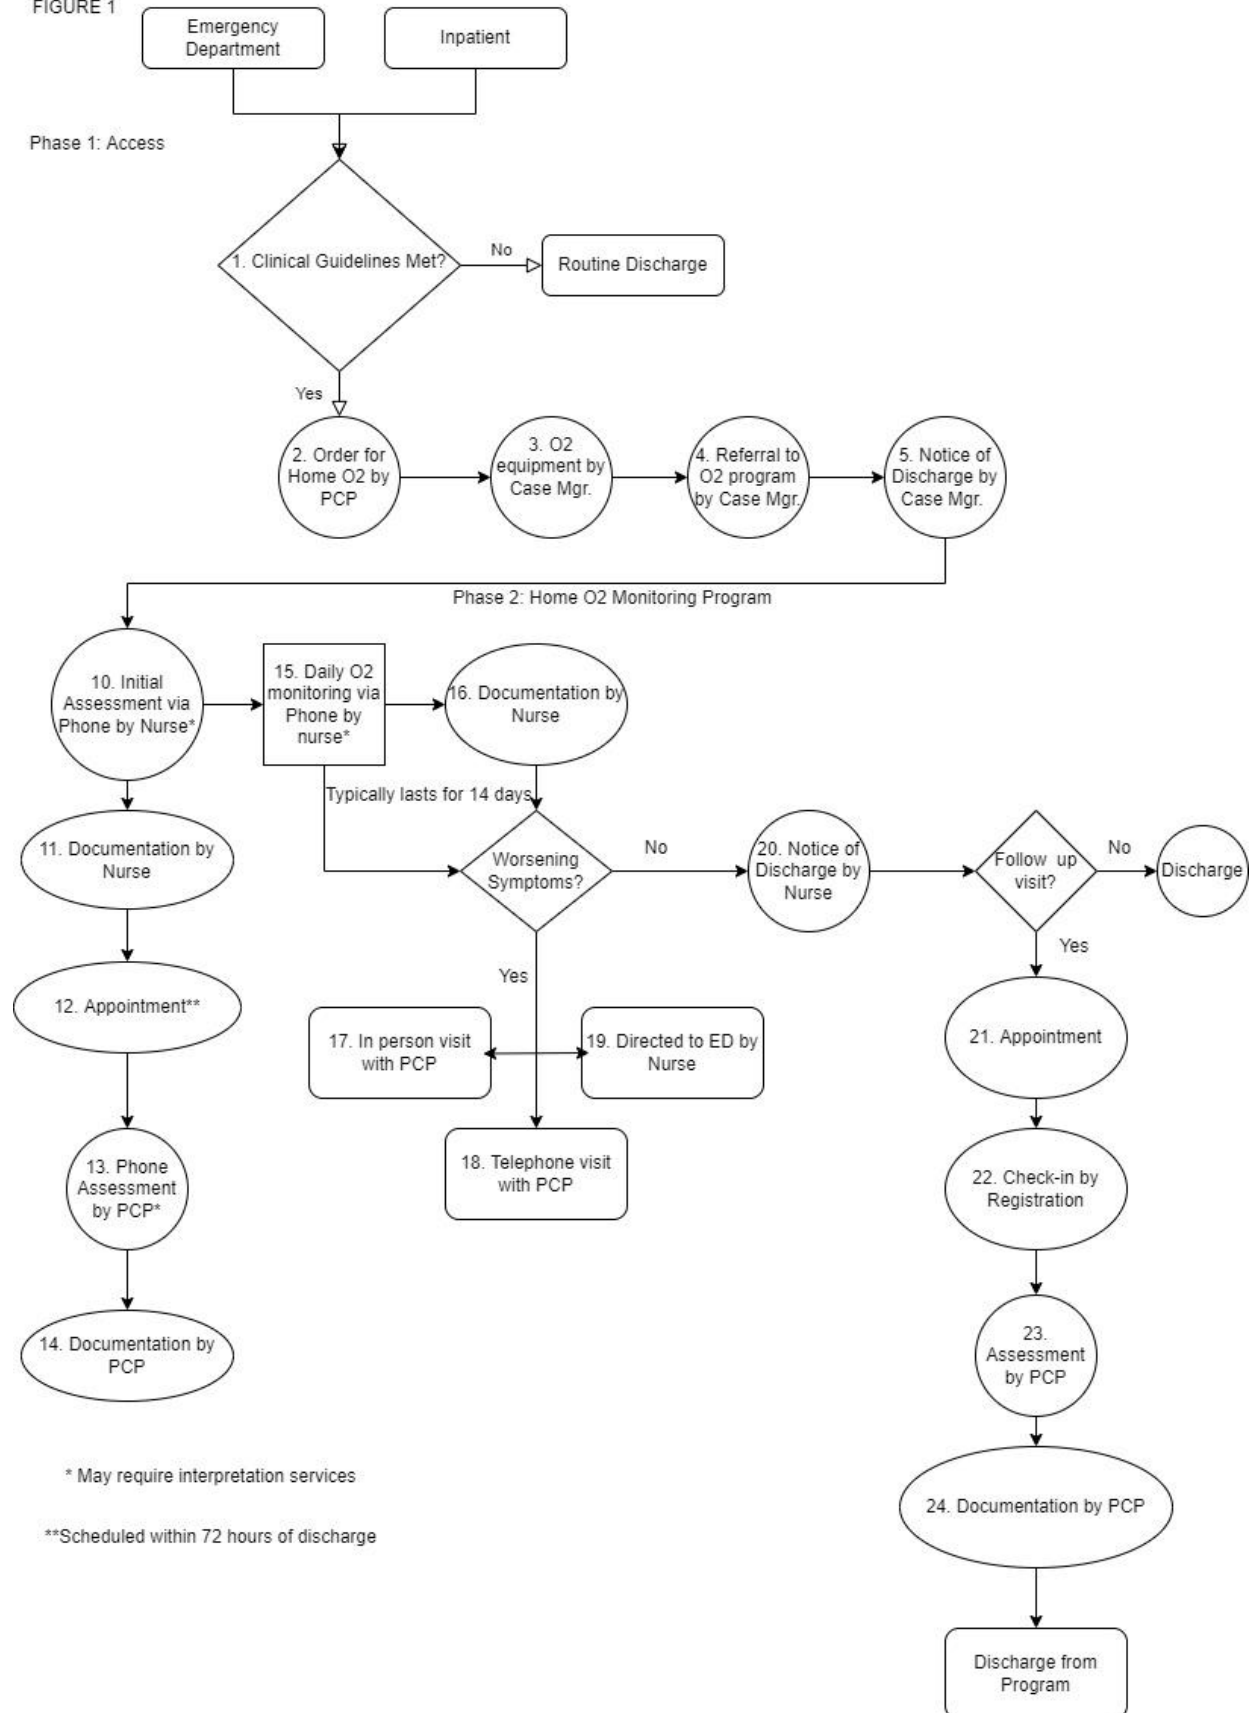 FIGURE 1
Emergency
Department
Inpatient
Phase 1: Access
1. Clinical Guidelines Met?
No
Routine Discharge
Yes
2. Order for
Home O2 by
PCP
3. O2
equipment by
Case Mgr.
4. Referral to
O2 program
by Case Mgr.
5. Notice of
Discharge by
Case Mgr.
Phase 2: Home O2 Monitoring Program
10. Initial
Assessment via
Phone by Nurse*
15. Daily O2
monitoring via
Phone by
nurse*
16. Documentation by
Nurse
Typically lasts for 14 days
11. Documentation by
Nurse
Worsening
Symptoms?
No
20. Notice of
Discharge by
Nurse
Follow up
visit?
No
Discharge
Yes
Yes
12. Appointment**
17. In person visit
with PCP
19. Directed to ED by
Nurse
21. Appointment
13. Phone
Assessment
by PCP*
18. Telephone visit
with PCP
22. Check-in by
Registration
14. Documentation by
PCP
23.
Assessment
by PCP
* May require interpretation services
24. Documentation by PCP
**Scheduled within 72 hours of discharge
Discharge from
Program